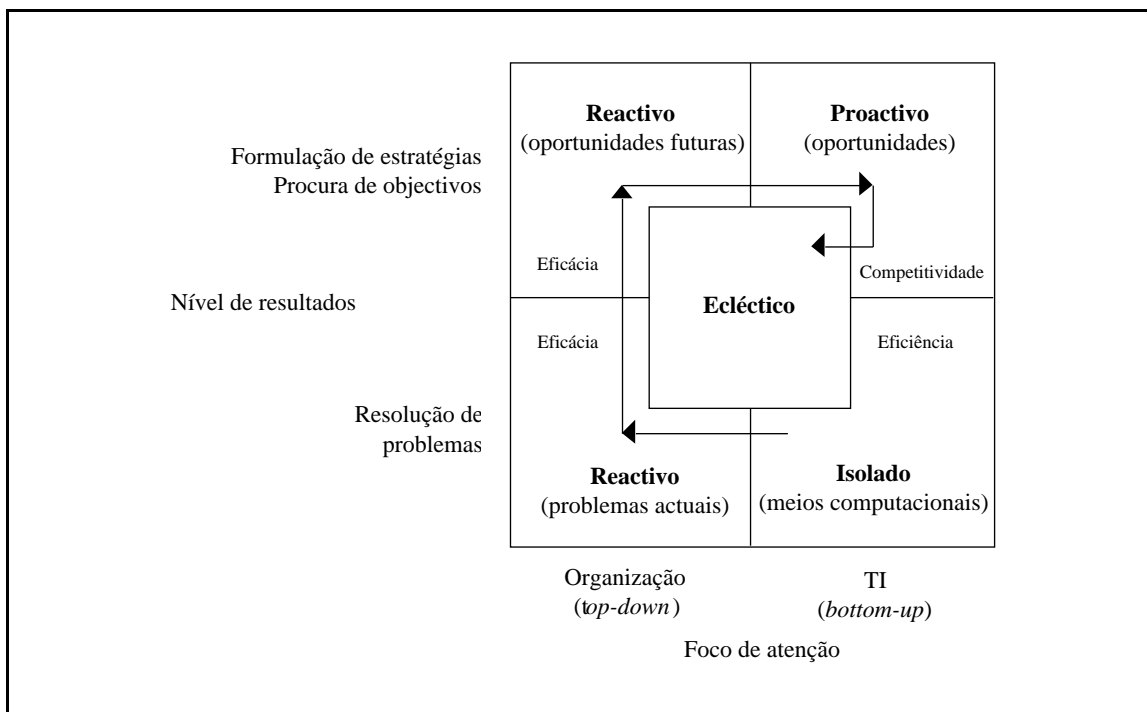 Reactivo
(oportunidades futuras)
Proactivo
(oportunidades)
Formulação de estratégias
Procura de objectivos
Eficácia
Competitividade
Nível de resultados
Ecléctico
Eficácia
Eficiência
Resolução de
problemas
Reactivo
(problemas actuais)
Isolado
(meios computacionais)
Organização
(top-down)
TI
(bottom-up)
Foco de atenção